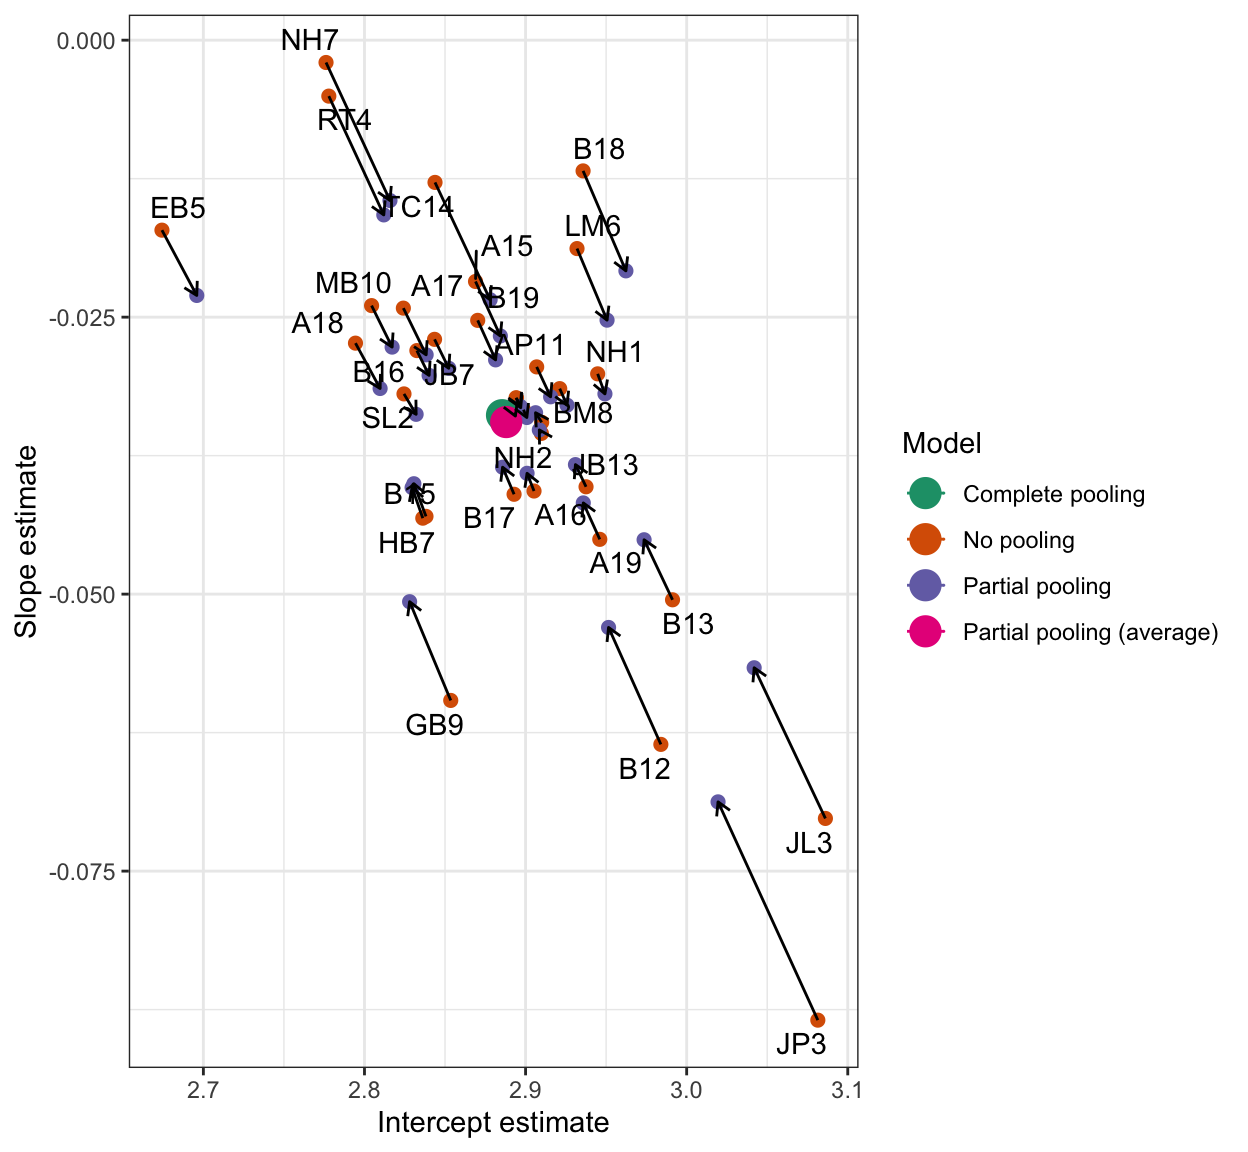 0.000
-0.025
-0.050
-0.075
Slope estimate
NH7
RT4
B18
EB5
TC14
LM6
A15
MB10
A17
B19
A18
AP11
NH1
B16
JB7
SL2
BM8
NH2
JB13
B15
B17
A16
HB7
A19
B13
GB9
B12
JL3
JP3
2.7
2.8
2.9
3.0
3.1
Intercept estimate
Model
Complete pooling
No pooling
Partial pooling
Partial pooling (average)